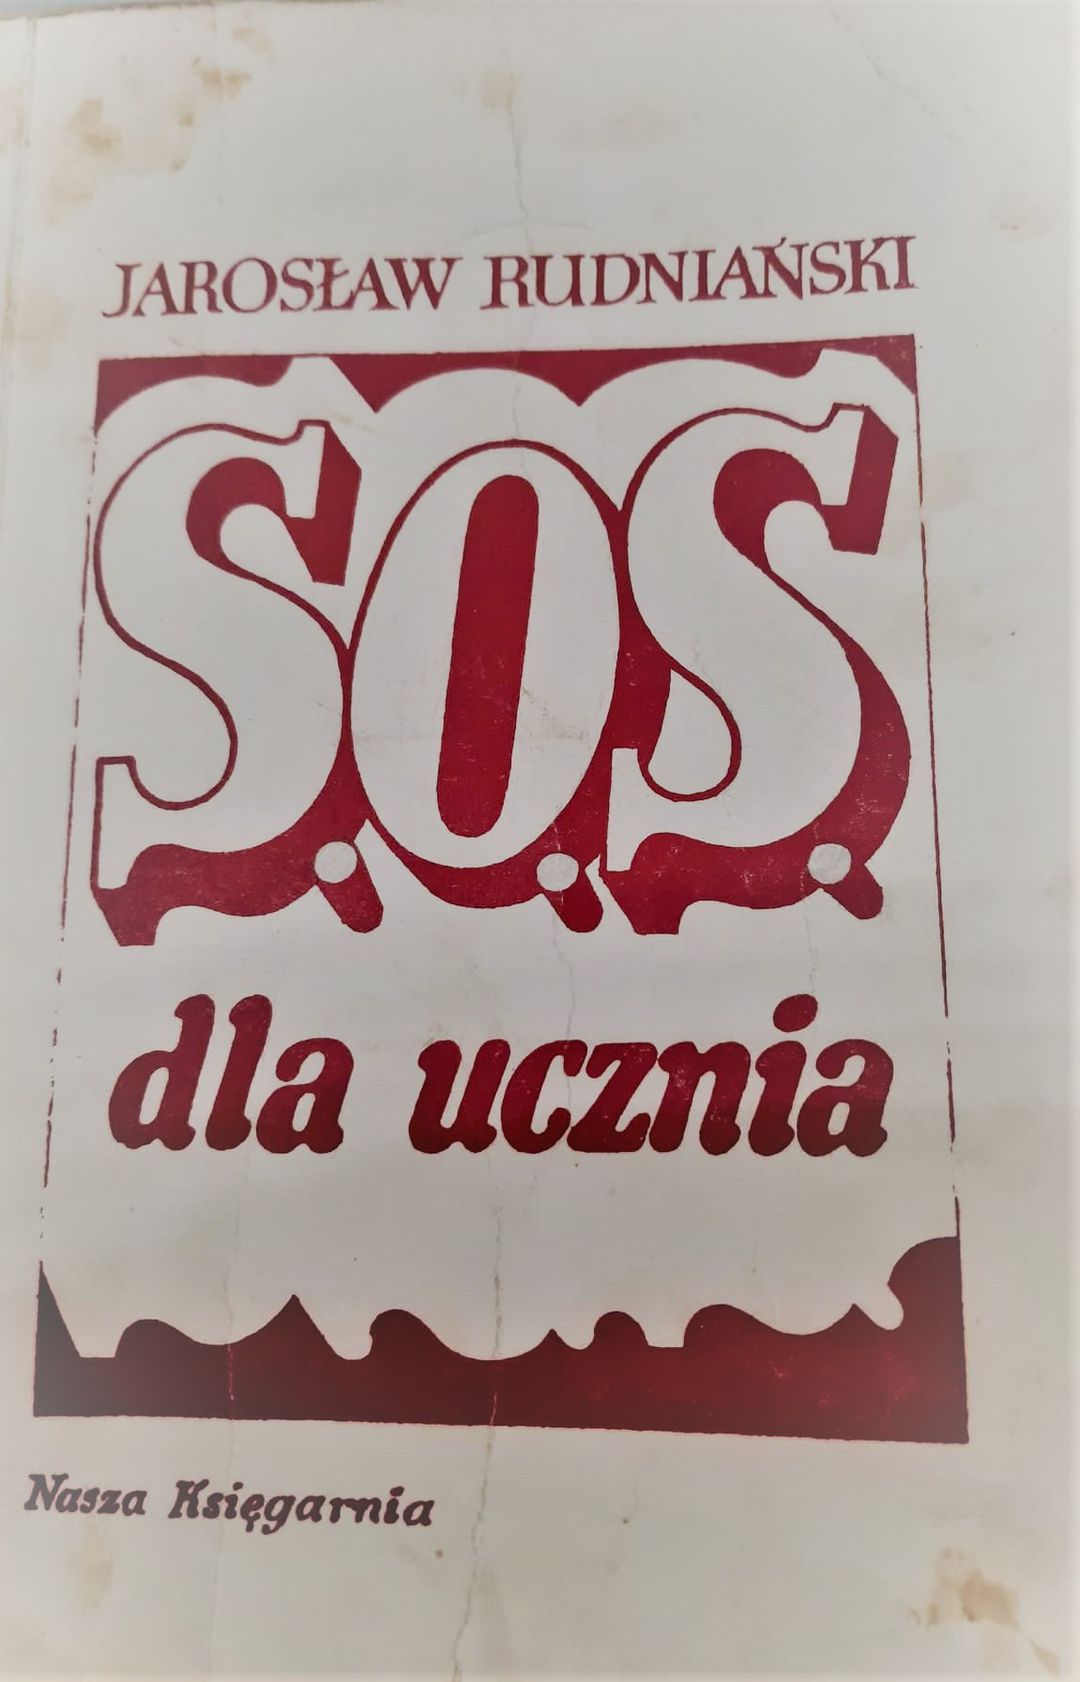 JAROSŁAW RUDNIAŃSKI
S.O.S.
dla ucznia
Nasza Księgarnia